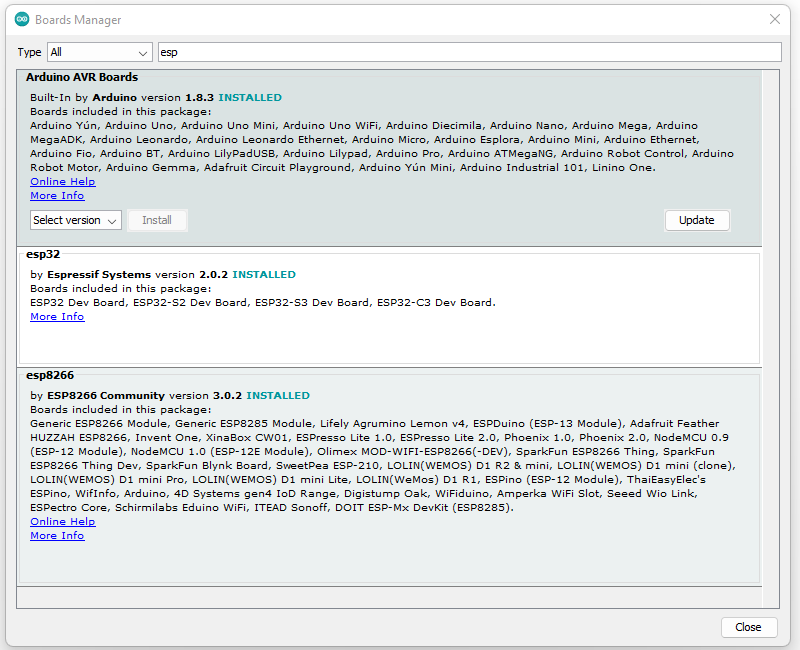 Boards Manager
Type All esp
Arduino AVR Boards
Built-In by Arduino version 1.8.3 INSTALLED
Boards included in this package:
Arduino Yún, Arduino Uno, Arduino Uno Mini, Arduino Uno WiFi, Arduino Diecimila, Arduino Nano, Arduino Mega, Arduino
MegaADK, Arduino Leonardo, Arduino Leonardo Ethernet, Arduino Micro, Arduino Esplora, Arduino Mini, Arduino Ethernet,
Arduino Fio, Arduino BT, Arduino LilyPadUSB, Arduino Lilypad, Arduino Pro, Arduino ATMegaNG, Arduino Robot Control, Arduino
Robot Motor, Arduino Gemma, Adafruit Circuit Playground, Arduino Yún Mini, Arduino Industrial 101, Linino One.
Online Help
More Info
Select version Install Update
esp32
by Espressif Systems version 2.0.2 INSTALLED
Boards included in this package:
ESP32 Dev Board, ESP32-S2 Dev Board, ESP32-S3 Dev Board, ESP32-C3 Dev Board.
More Info
esp8266
by ESP8266 Community version 3.0.2 INSTALLED
Boards included in this package:
Generic ESP8266 Module, Generic ESP8285 Module, Lifely Agrumino Lemon v4, ESPDuino (ESP-13 Module), Adafruit Feather
HUZZAH ESP8266, Invent One, XinaBox CW01, ESPresso Lite 1.0, ESPresso Lite 2.0, Phoenix 1.0, Phoenix 2.0, NodeMCU 0.9
(ESP-12 Module), NodeMCU 1.0 (ESP-12E Module), Olimex MOD-WIFI-ESP8266(-DEV), SparkFun ESP8266 Thing, SparkFun
ESP8266 Thing Dev, SparkFun Blynk Board, SweetPea ESP-210, LOLIN(WEMOS) D1 R2 & mini, LOLIN(WEMOS) D1 mini (clone),
LOLIN(WEMOS) D1 mini Pro, LOLIN(WEMOS) D1 mini Lite, LOLIN(WeMos) D1 R1, ESPino (ESP-12 Module), ThaiEasyElec's
ESPino, WifInfo, Arduino, 4D Systems gen4 IoD Range, Digistump Oak, WiFiduino, Amperka WiFi Slot, Seeed Wio Link,
ESPectro Core, Schirmilabs Eduino WiFi, ITEAD Sonoff, DOIT ESP-Mx DevKit (ESP8285).
Online Help
More Info
Close